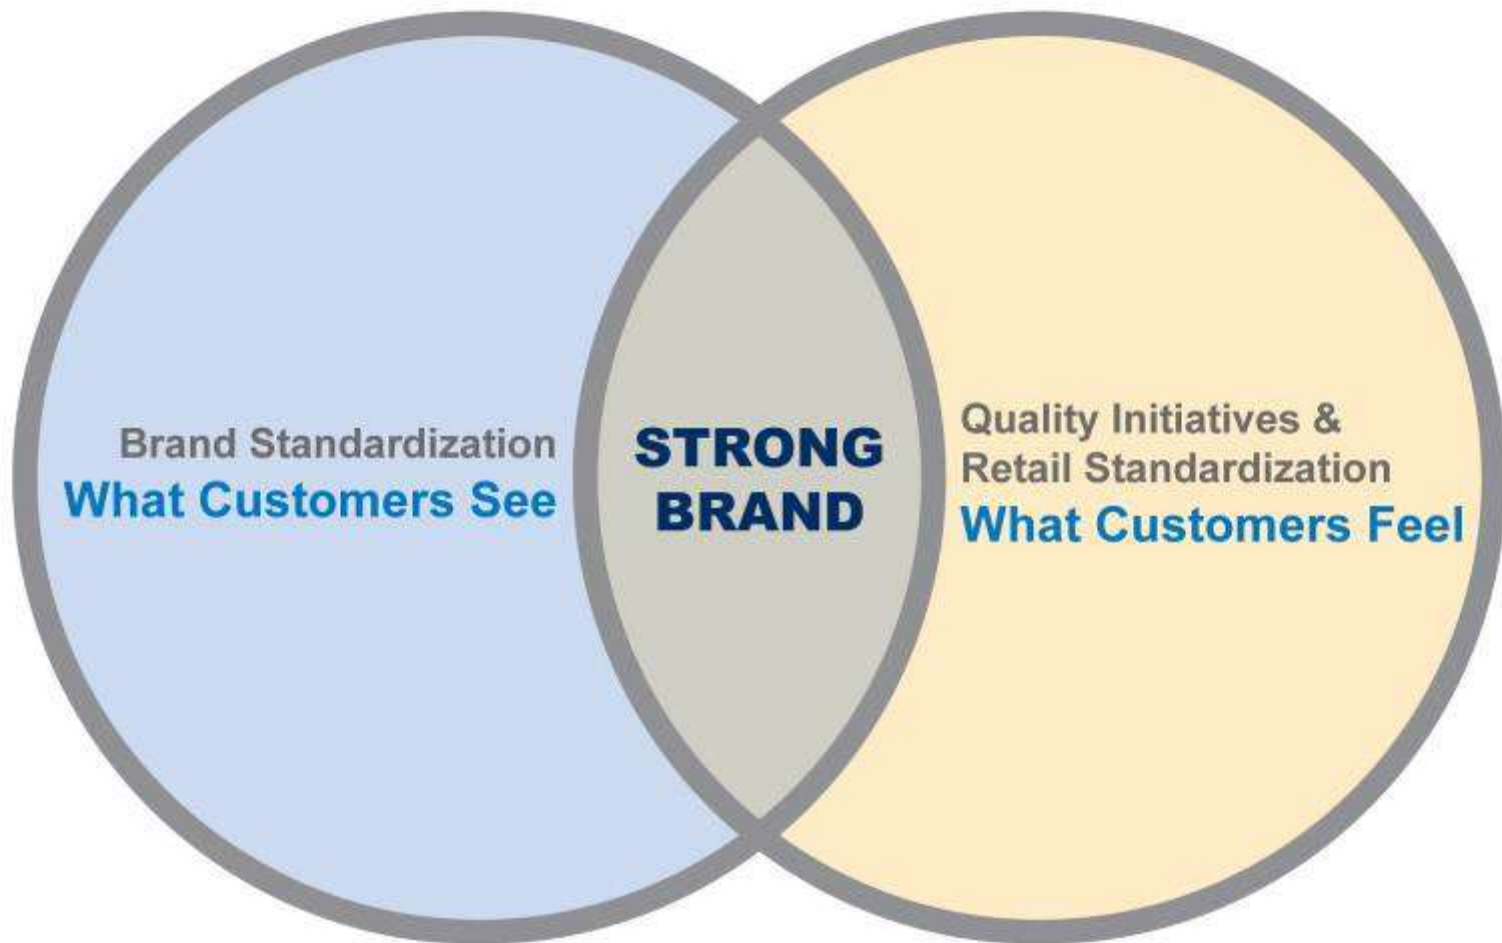 Brand Standardization
What Customers See
STRONG
BRAND
Quality Initiatives &
Retail Standardization
What Customers Feel